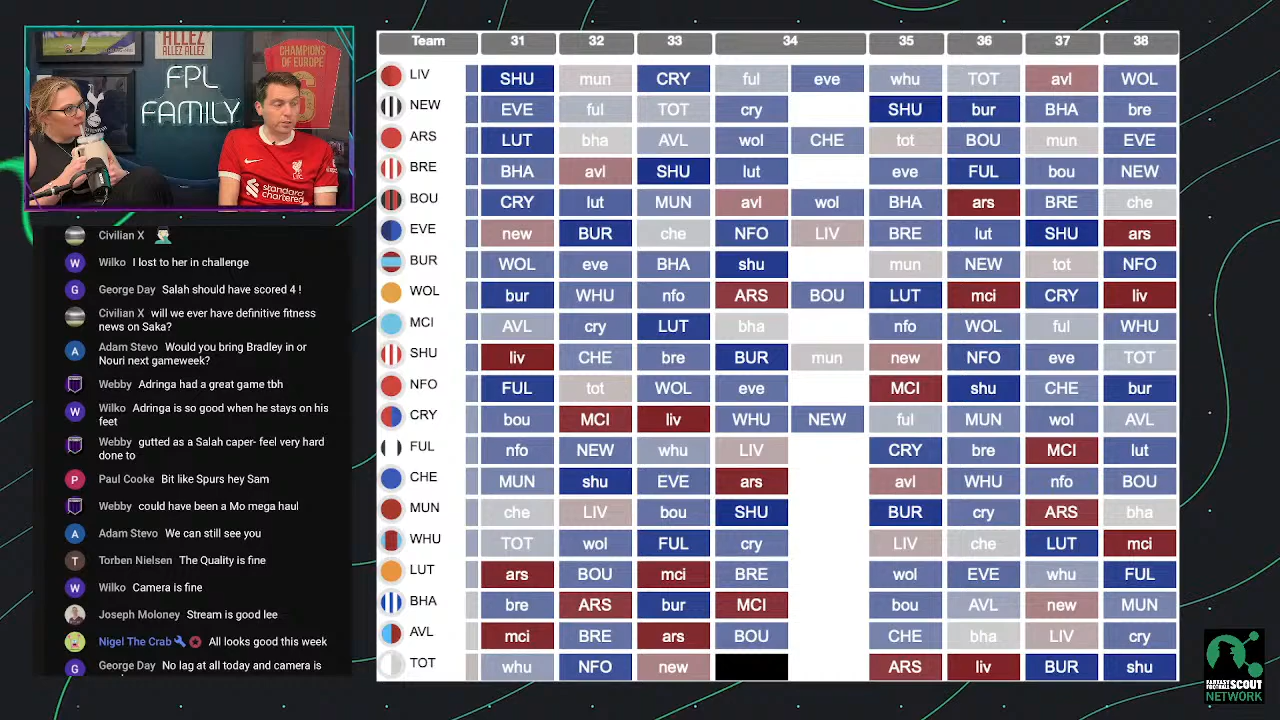 ALLEZ ALLEZ
ALLEZ ALLEZ
FPL
FAMILY
CHAMPIONS
OF EUROPE
6
standard
chartered
Civilian X
Wilko I lost to her in challenge
George Day Salah should have scored 4 !
Civilian X will we ever have definitive fitness
news on Saka?
Adam Stevo Would you bring Bradley in or
Nouri next gameweek?
Webby Adringa had a great game tbh
Wilko Adringa is so good when he stays on his
feet
Webby gutted as a Salah caper- feel very hard
done to
Paul Cooke Bit like Spurs hey Sam
Webby could have been a Mo mega haul
Adam Stevo We can still see you
Torben Nielsen The Quality is fine
Wilko Camera is fine
Joseph Moloney Stream is good lee
Nigel The Crab All looks good this week
George Day No lag at all today and camera is
Team 31 32 33 34 35 36 37 38
LIV SHU mun CRY ful eve whu TOT avl WOL
NEW EVE ful TOT cry SHU bur BHA bre
ARS LUT bha AVL wol CHE tot BOU mun EVE
BRE BHA avl SHU lut eve FUL bou NEW
BOU CRY lut MUN avl wol BHA ars BRE che
EVE new BUR che NFO LIV BRE lut SHU ars
BUR WOL eve BHA shu mun NEW tot NFO
WOL bur WHU nfo ARS BOU LUT mci CRY liv
MCI AVL cry LUT bha nfo WOL ful WHU
SHU liv CHE bre BUR mun new NFO eve TOT
NFO FUL tot WOL eve MCI shu CHE bur
CRY bou MCI liv WHU NEW ful MUN wol AVL
FUL nfo NEW whu LIV CRY bre MCI lut
CHE MUN shu EVE ars avl WHU nfo BOU
MUN che LIV bou SHU BUR cry ARS bha
WHU TOT wol FUL cry LIV che LUT mci
LUT ars BOU mci BRE wol EVE whu FUL
BHA bre ARS bur MCI bou AVL new MUN
AVL mci BRE ars BOU CHE bha LIV cry
TOT whu NFO new ARS liv BUR shu
FANTASY
FOOTBALL SCOUT
NETWORK